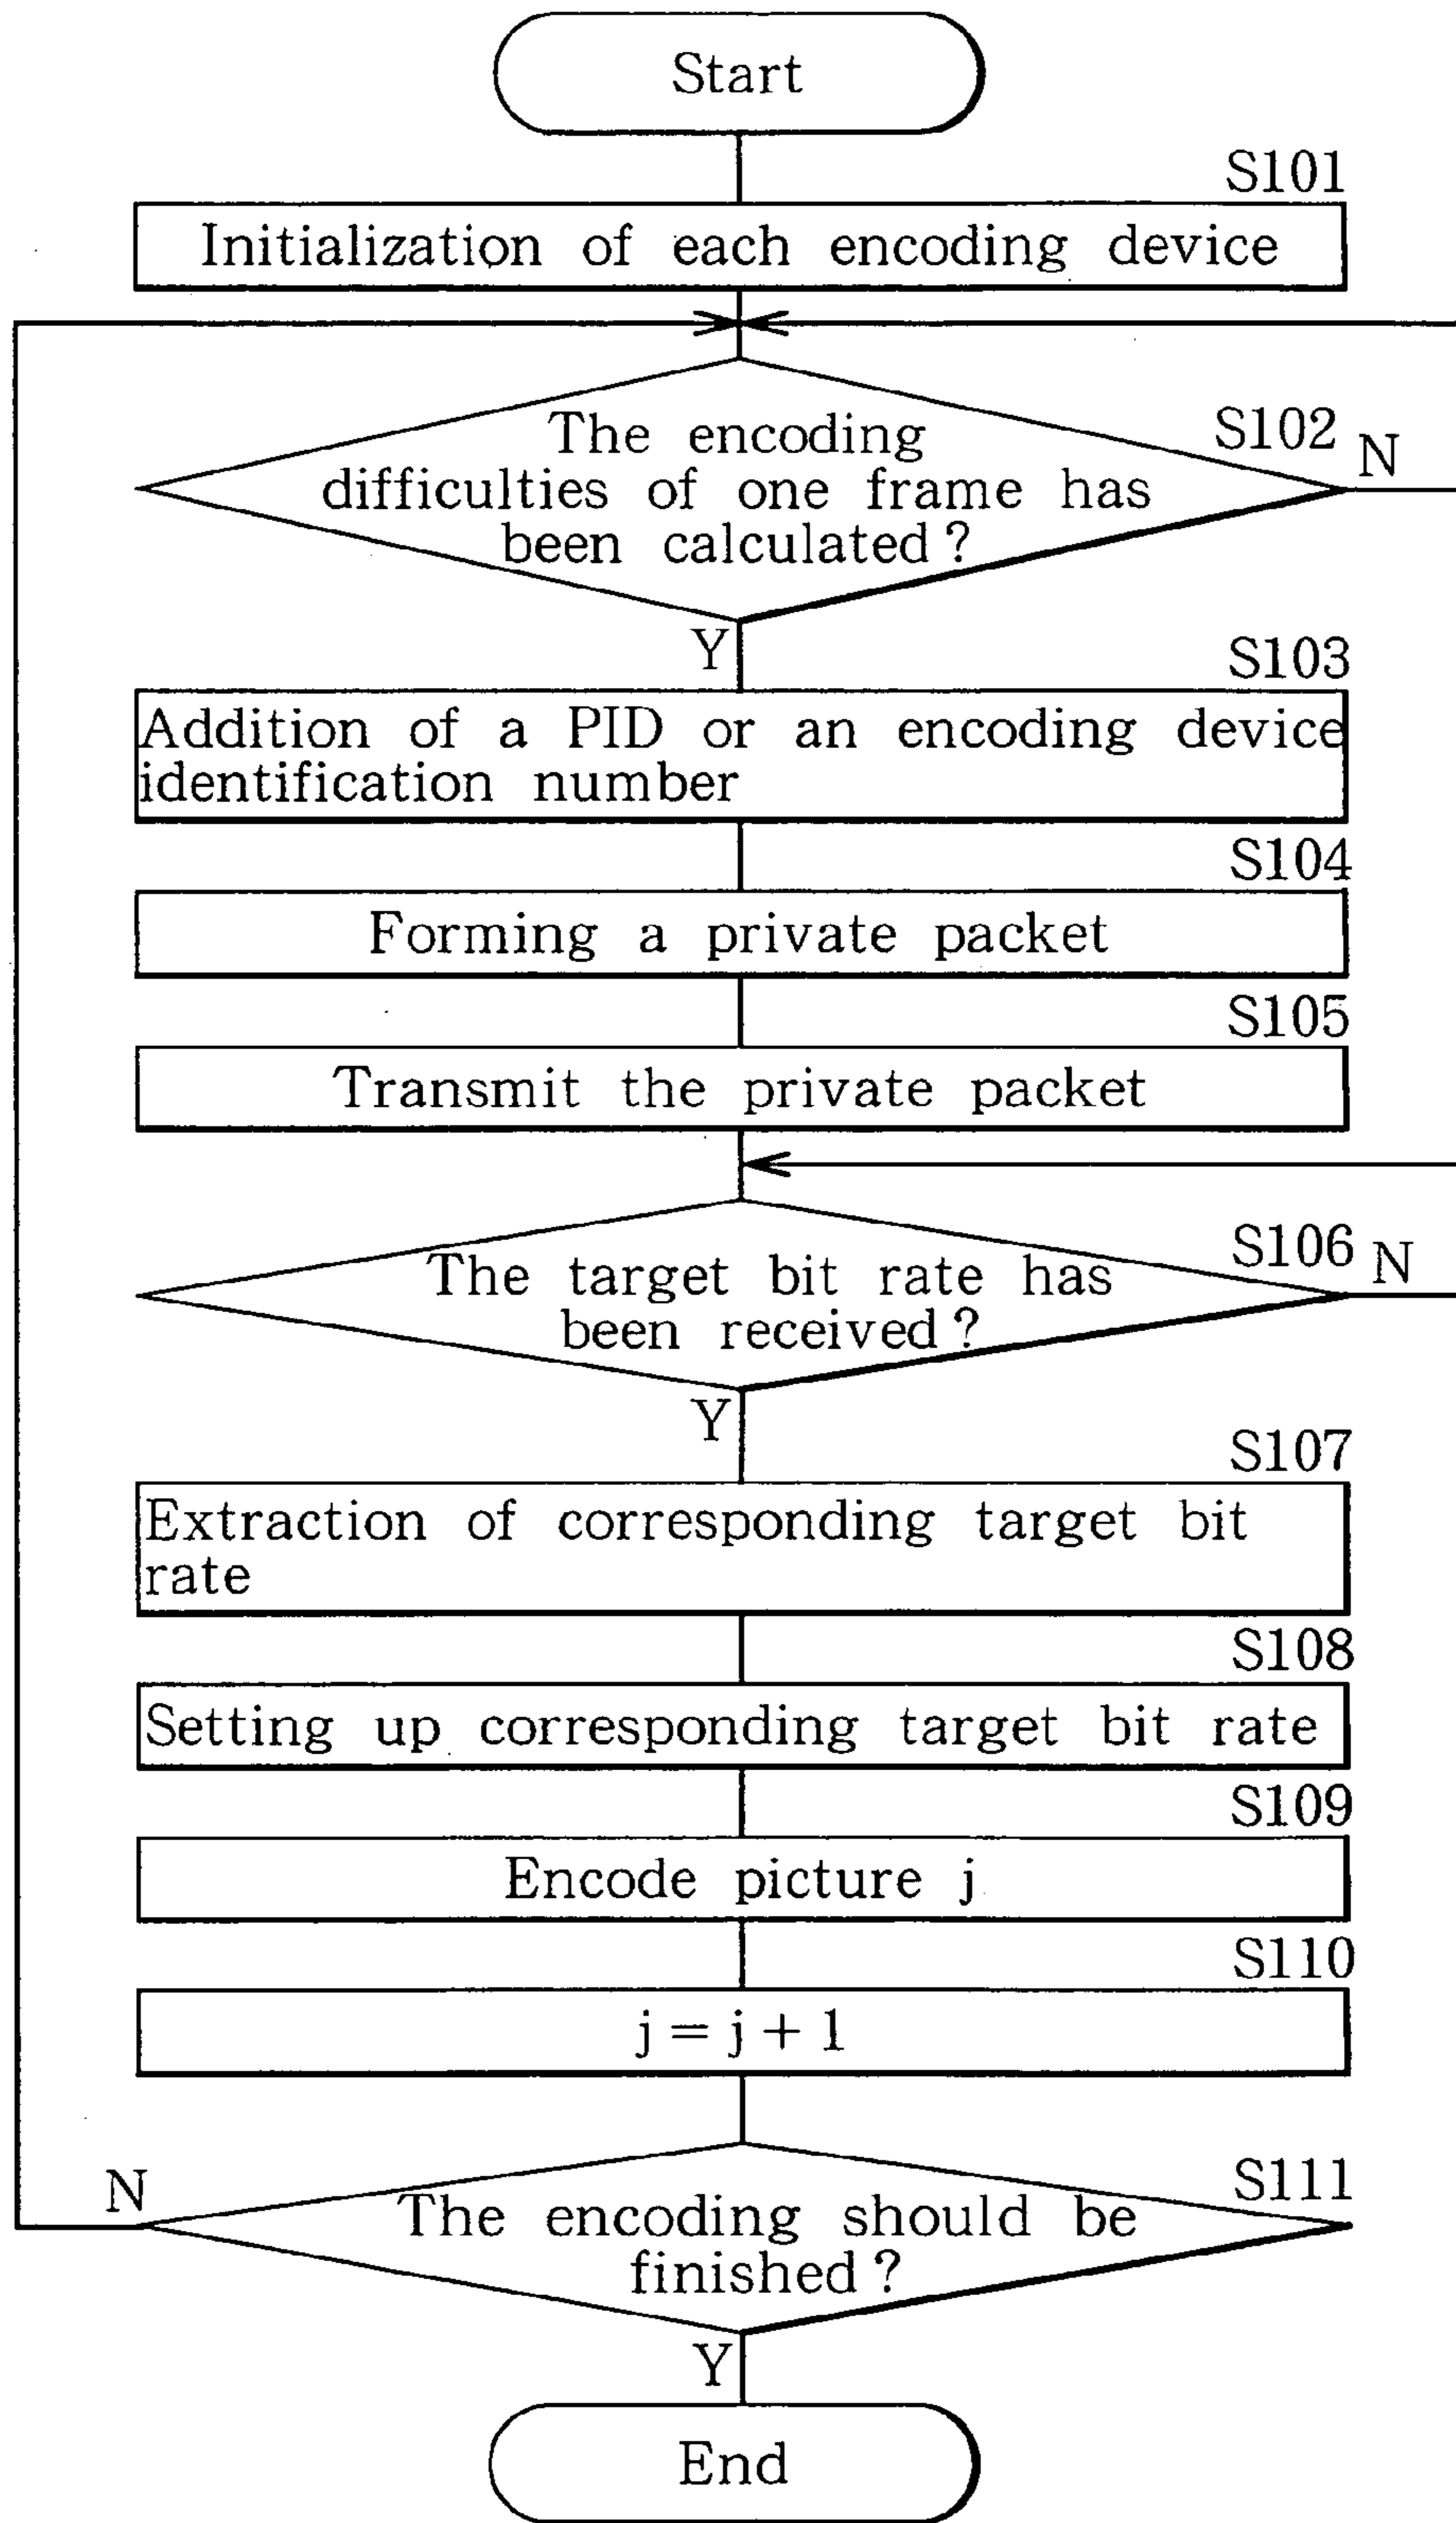 Start
S101
Initialization of each encoding device
The encoding
difficulties of one frame has
been calculated?
S102
N
Y
S103
Addition of a PID or an encoding device
identification number
S104
Forming a private packet
S105
Transmit the private packet
The target bit rate has
been received?
S106
N
Y
S107
Extraction of corresponding target bit
rate
S108
Setting up corresponding target bit rate
S109
Encode picture j
S110
j=j+1
S111
N
The encoding should be
finished?
Y
End